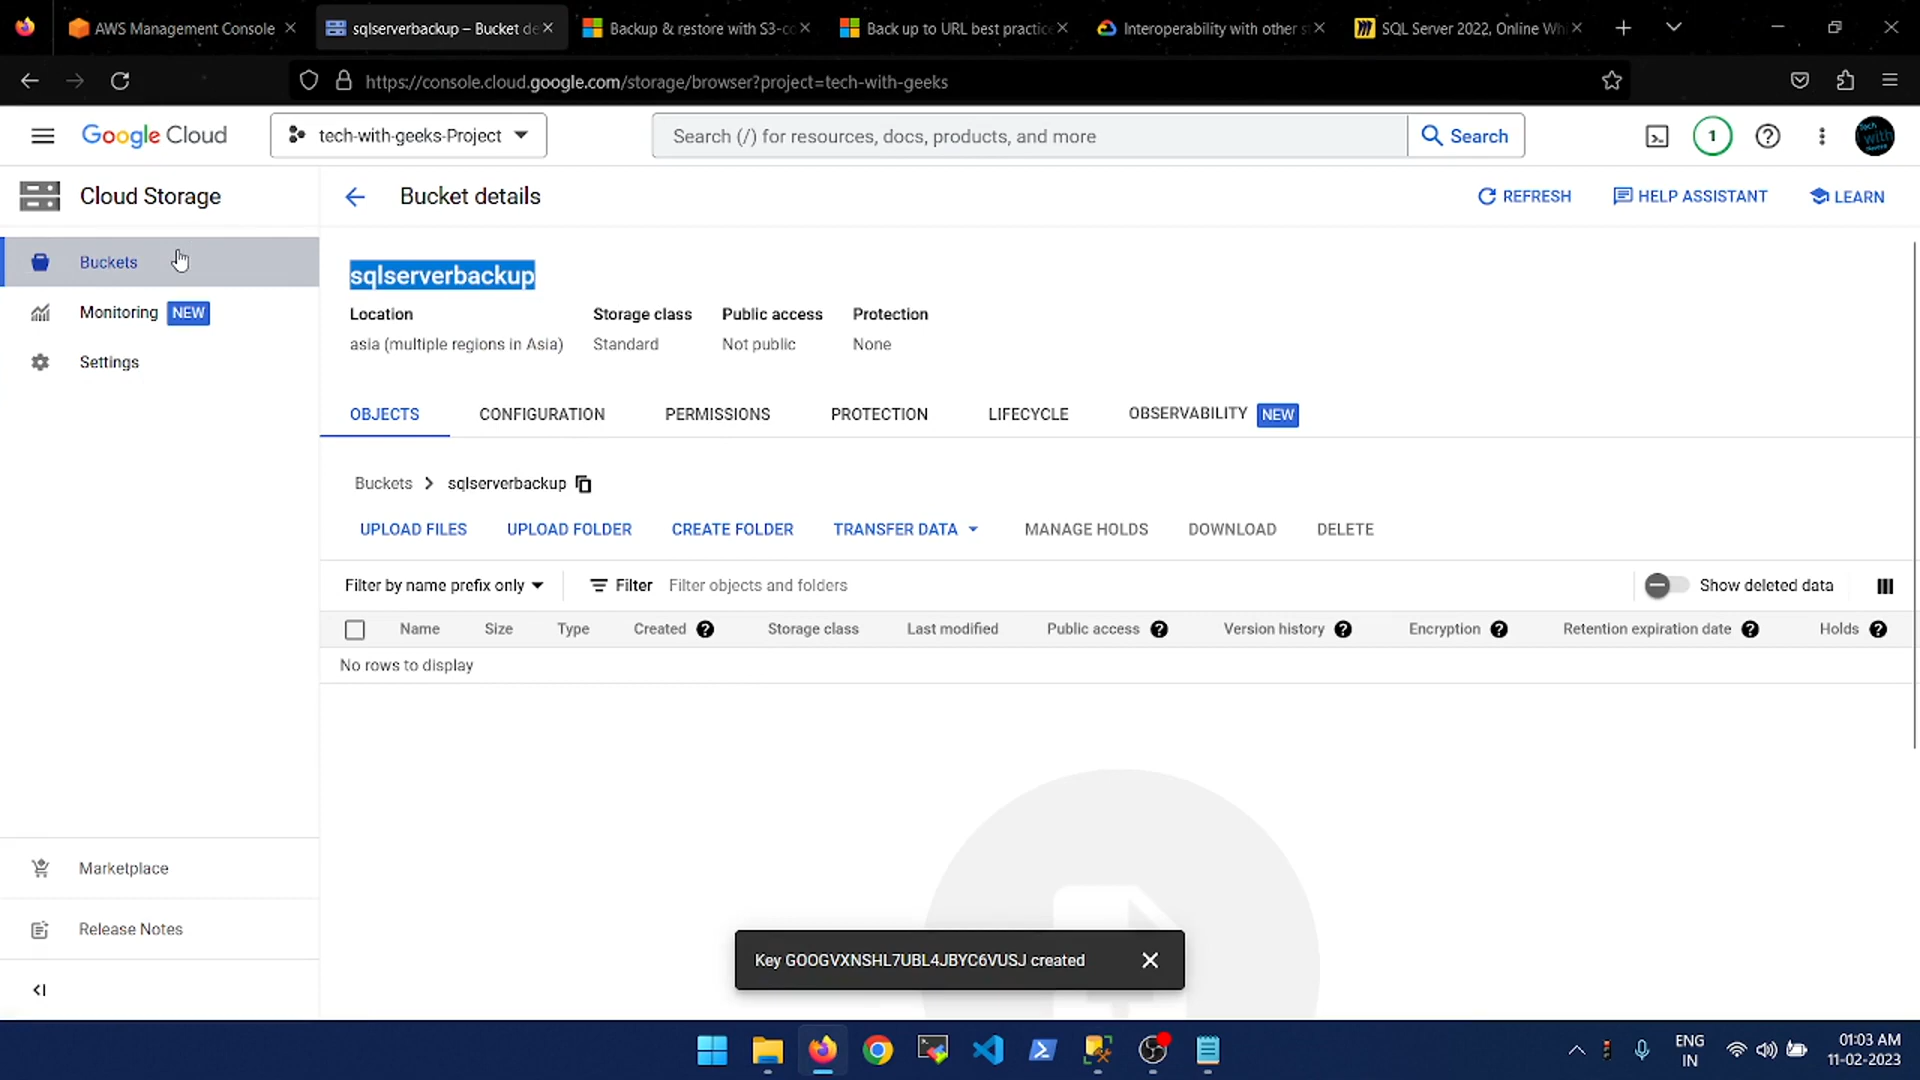 AWS Management Console
sqlserverbackup – Bucket de
Backup & restore with S3-co
Back up to URL best practice
Interoperability with other s
SQL Server 2022, Online Wh
https://console.cloud.google.com/storage/browser?project=tech-with-geeks
Google Cloud
tech-with-geeks-Project
Search (/) for resources, docs, products, and more
Search
1
Cloud Storage
Bucket details
REFRESH
HELP ASSISTANT
LEARN
Buckets
Monitoring NEW
Settings
sqlserverbackup
Location
Storage class
Public access
Protection
asia (multiple regions in Asia)
Standard
Not public
None
OBJECTS
CONFIGURATION
PERMISSIONS
PROTECTION
LIFECYCLE
OBSERVABILITY NEW
Buckets > sqlserverbackup
UPLOAD FILES
UPLOAD FOLDER
CREATE FOLDER
TRANSFER DATA
MANAGE HOLDS
DOWNLOAD
DELETE
Filter by name prefix only
Filter
Filter objects and folders
Show deleted data
Name
Size
Type
Created
Storage class
Last modified
Public access
Version history
Encryption
Retention expiration date
Holds
No rows to display
Marketplace
Release Notes
Key GOOGVXNSHL7UBL4JBYC6VUSJ created
ENG
IN
01:03 AM
11-02-2023